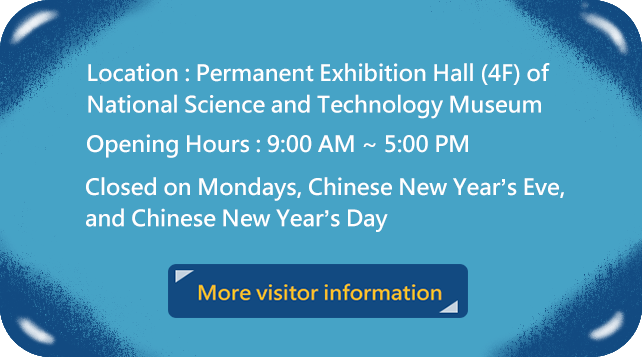 Location : Permanent Exhibition Hall (4F) of
National Science and Technology Museum
Opening Hours : 9:00 AM ~ 5:00 PM
Closed on Mondays, Chinese New Year’s Eve,
and Chinese New Year’s Day
More visitor information